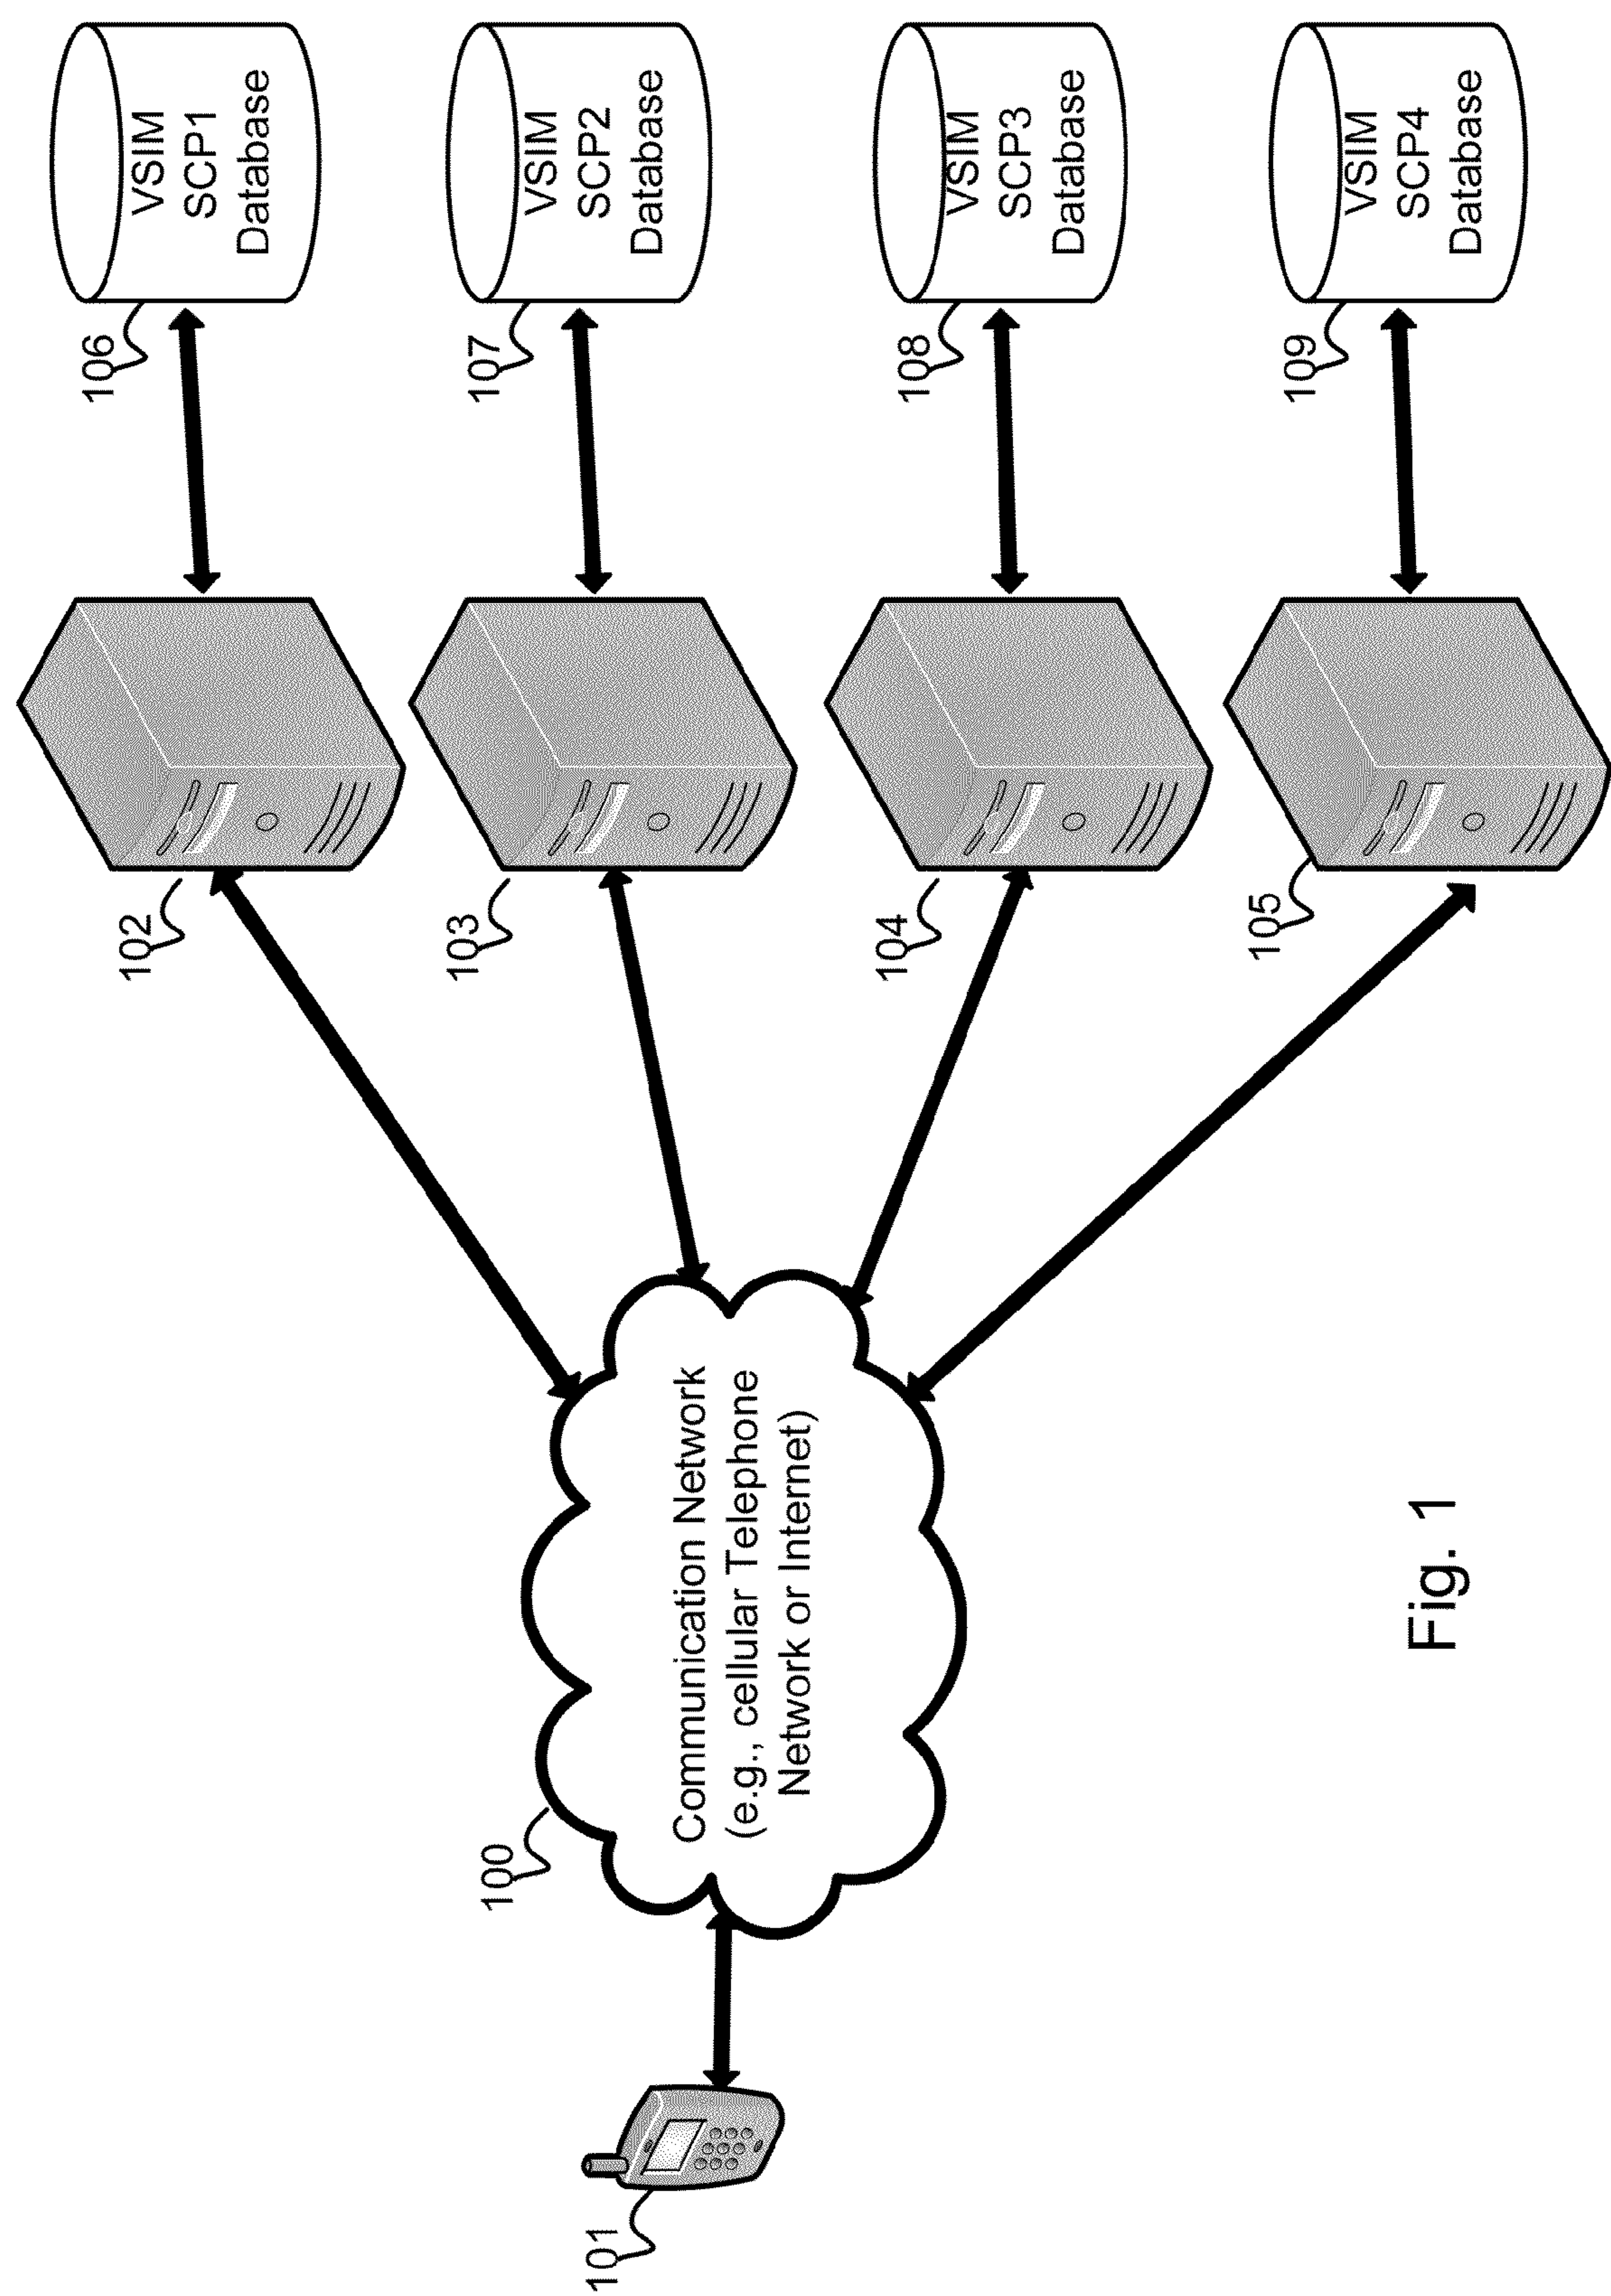 VSIM
SCP1
Database
106
102
VSIM
SCP2
Database
107
103
VSIM
SCP3
Database
108
104
VSIM
SCP4
Database
109
105
100
Communication Network
(e.g., cellular Telephone
Network or Internet)
101
Fig. 1